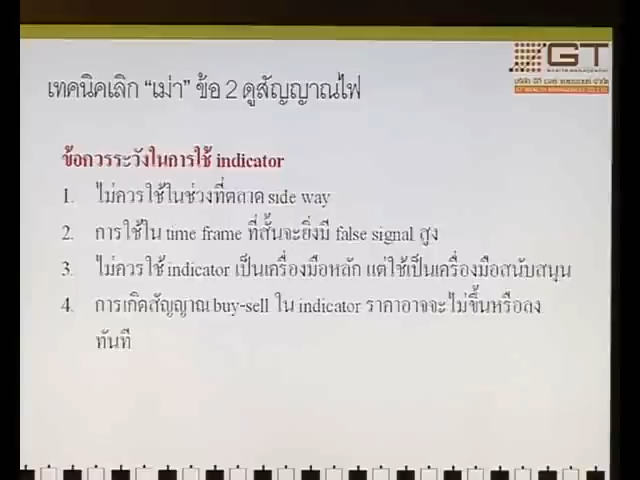 GT
WEALTH MANAGEMENT
เทคนิคเลิก “เม่า” ข้อ 2 ดูสัญญาณไฟ
ข้อควรระวังในการใช้ indicator
1. ไม่ควรใช้ในช่วงที่ตลาด side way
2. การใช้ใน time frame ที่สั้นจะยิ่งมี false signal สูง
3. ไม่ควรใช้ indicator เป็นเครื่องมือหลัก แต่ใช้เป็นเครื่องมือสนับสนุน
4. การเกิดสัญญาณ buy-sell ใน indicator ราคาอาจจะไม่ขึ้นหรือลง
ทันที